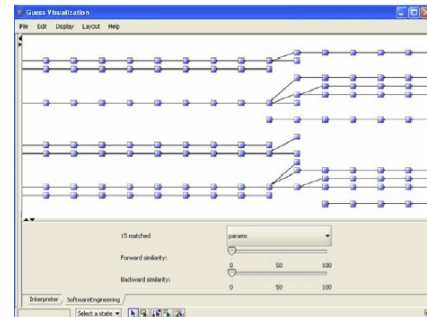 Guess Visualization
File Edit Display Layout Help
15 matched params
Forward similarity:
0 50 100
Backward similarity:
0 50 100
Interpreter SoftwareEngineering
Select a state